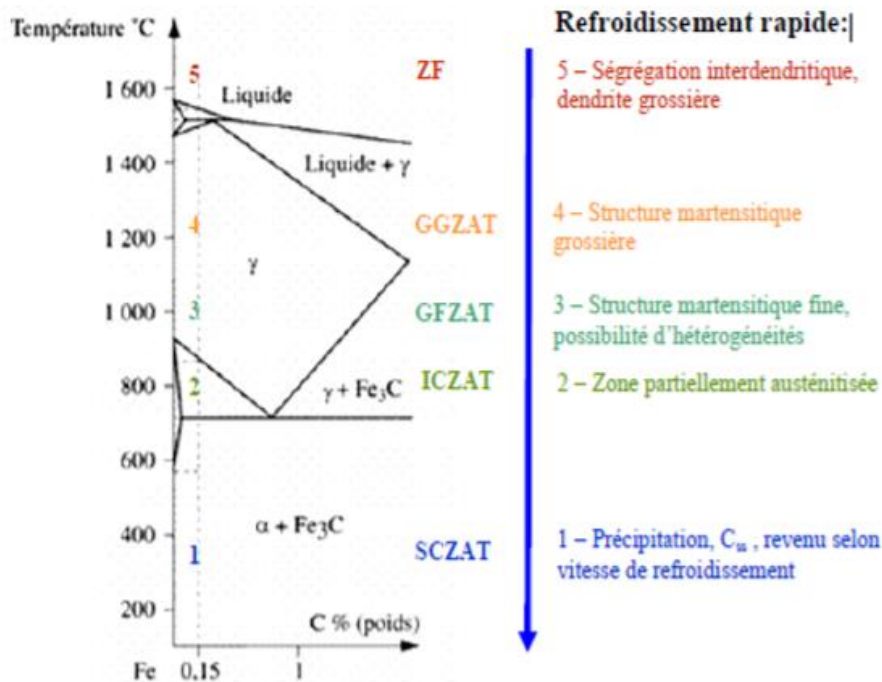 Température °C
Refroidissement rapide:|
5
ZF
5 – Ségrégation interdendritique,
dendrite grossière
1 600
Liquide
1 400
Liquide + γ
4
GGZAT
4 – Structure martensitique
grossière
1 200
γ
3
GFZAT
3 – Structure martensitique fine,
possibilité d'hétérogénéités
1 000
800
2
γ + Fe₃C
ICZAT
2 – Zone partiellement austénitisée
600
α + Fe₃C
400
1
SCZAT
1 – Précipitation, C , revenu selon
vitesse de refroidissement
200
C % (poids)
Fe
0.15
1